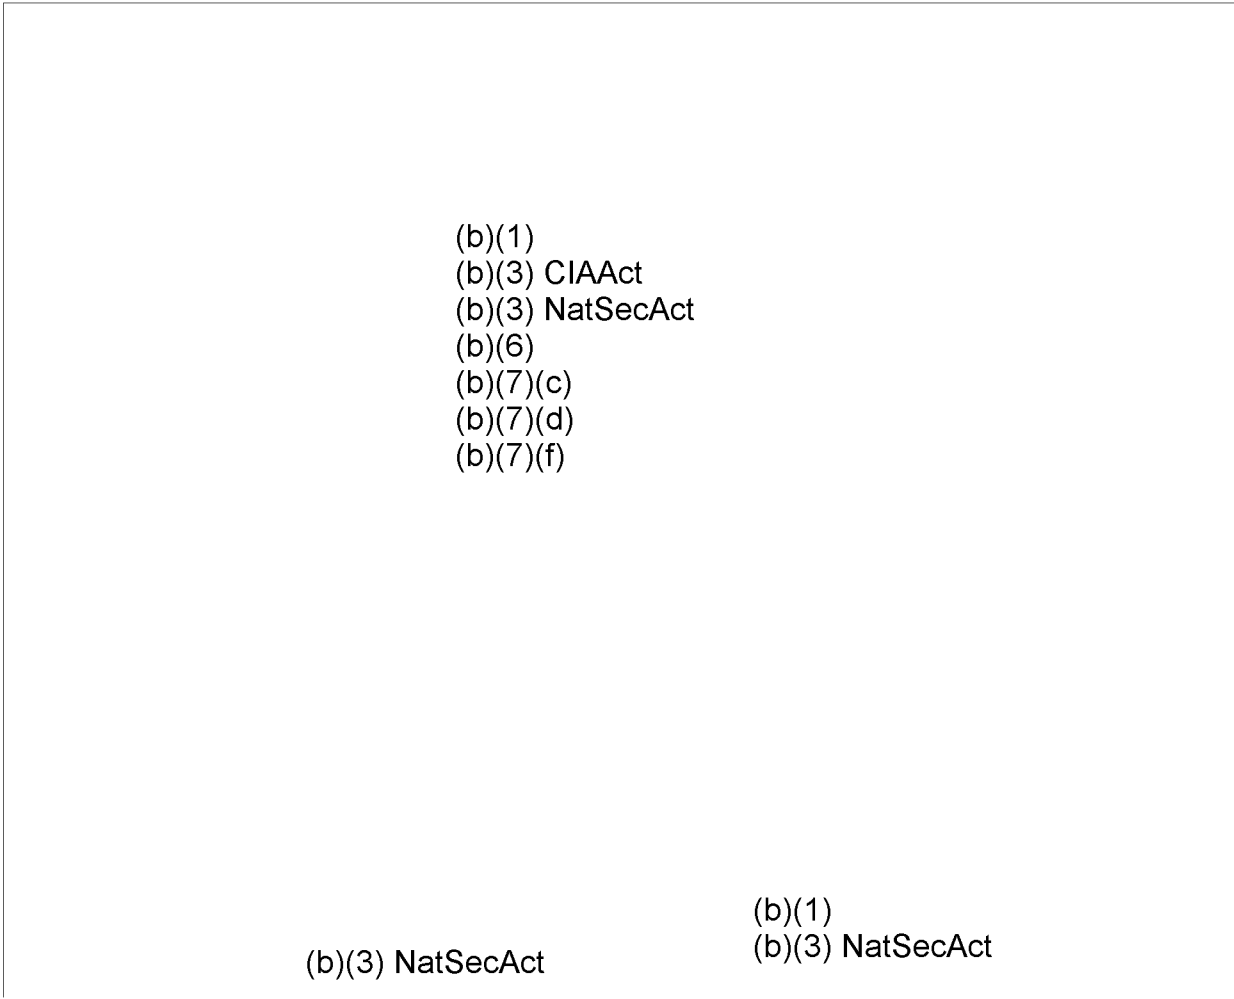 (b)(1)
(b)(3) CIAAct
(b)(3) NatSecAct
(b)(6)
(b)(7)(c)
(b)(7)(d)
(b)(7)(f)
(b)(1)
(b)(3) NatSecAct
(b)(3) NatSecAct